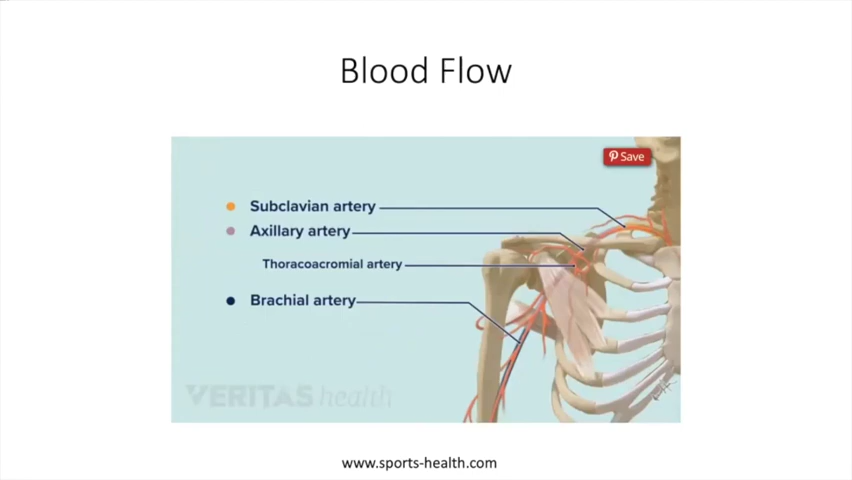 Blood Flow
Save
Subclavian artery
Axillary artery
Thoracoacromial artery
Brachial artery
VERITAS health
www.sports-health.com